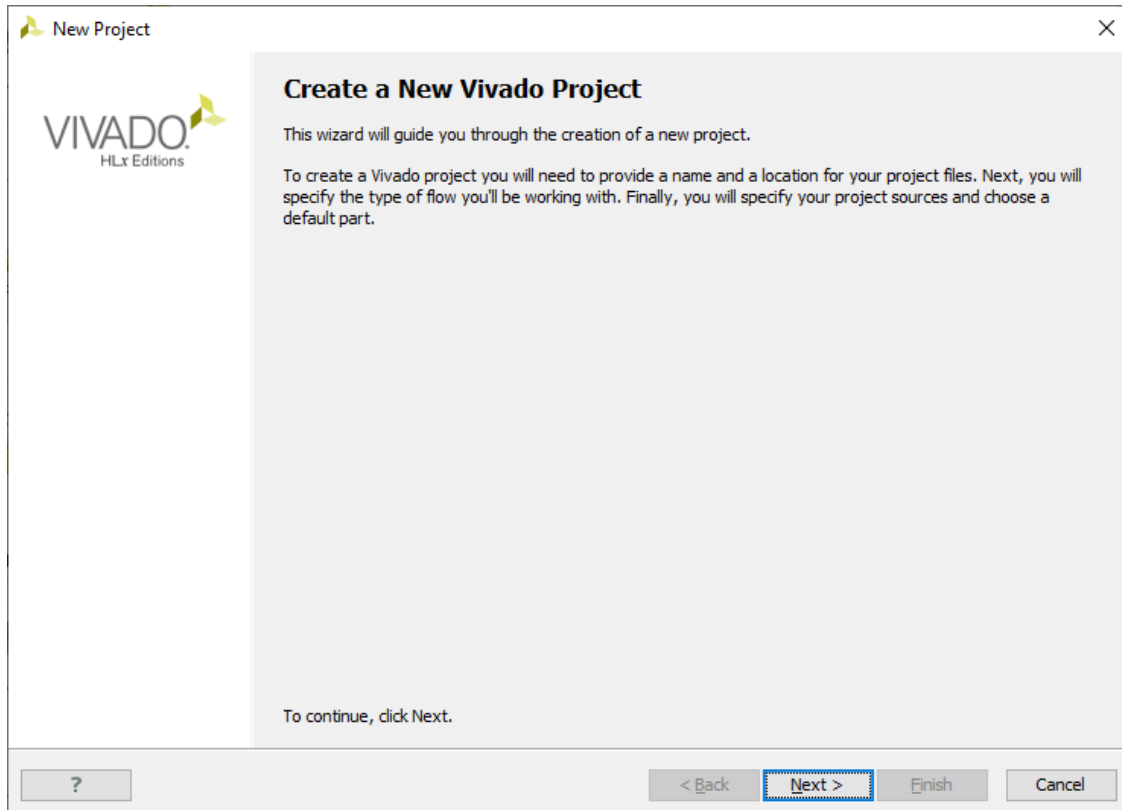 New Project
VIVADO.
HLx Editions
Create a New Vivado Project
This wizard will guide you through the creation of a new project.
To create a Vivado project you will need to provide a name and a location for your project files. Next, you will
specify the type of flow you'll be working with. Finally, you will specify your project sources and choose a
default part.
To continue, click Next.
?
< Back
Next >
Finish
Cancel